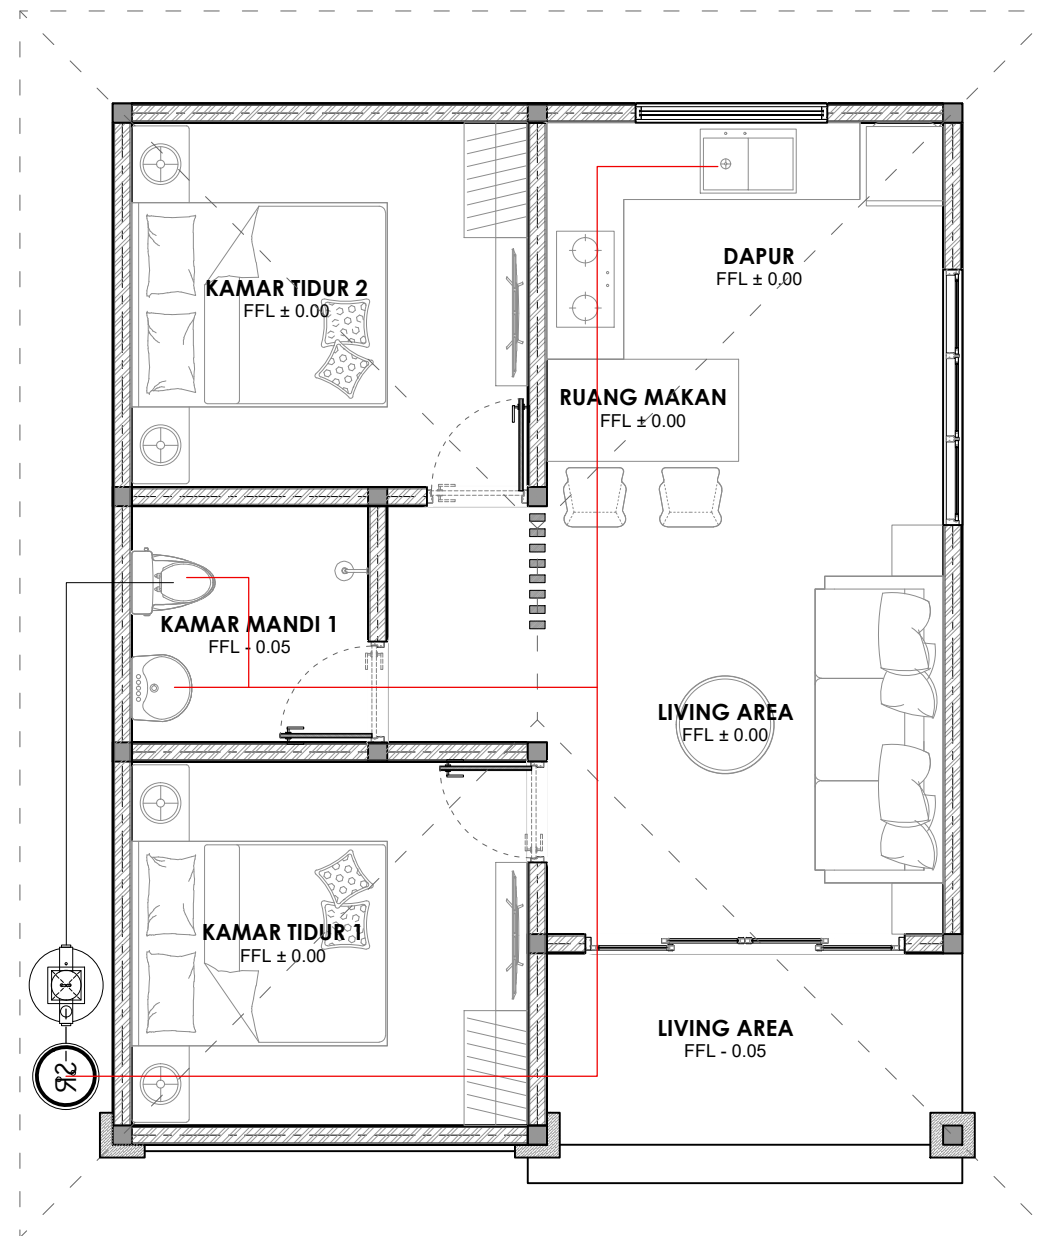 DAPUR
FFL ± 0.00
KAMAR TIDUR 2
FFL ± 0.00
RUANG MAKAN
FFL ± 0.00
KAMAR MANDI 1
FFL - 0.05
LIVING AREA
FFL ± 0.00
KAMAR TIDUR 1
FFL ± 0.00
LIVING AREA
FFL - 0.05
SR